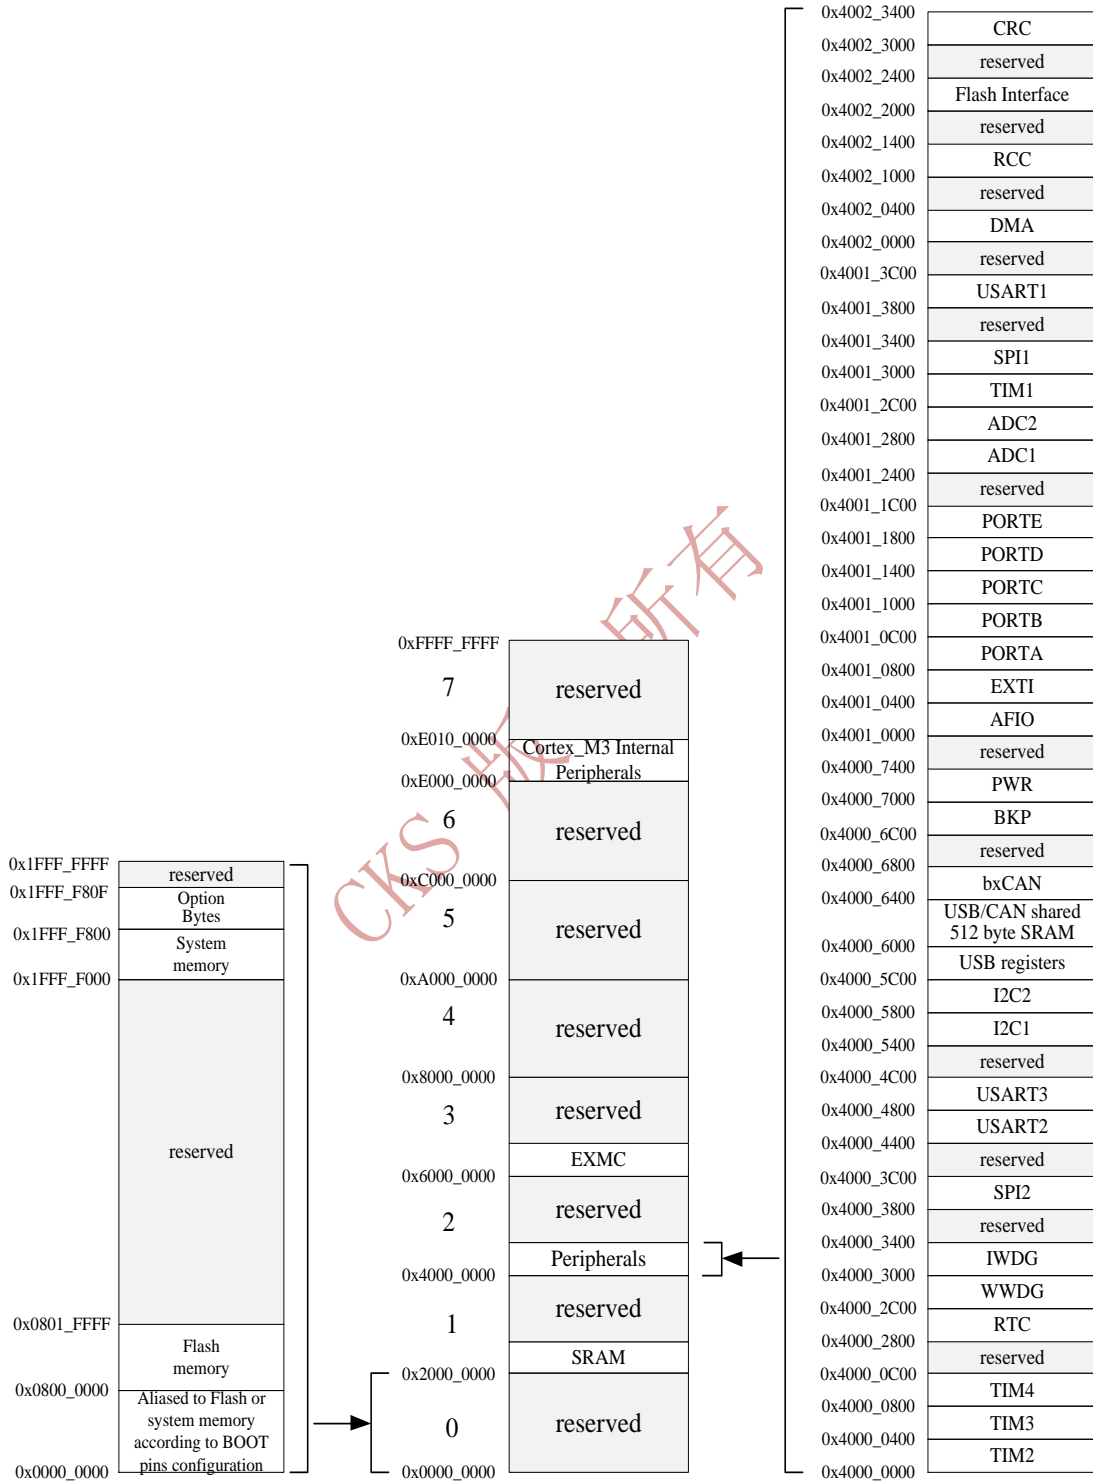 0x1FFF_FFFF
reserved
0x1FFF_F80F
Option
Bytes
0x1FFF_F800
System
memory
0x1FFF_F000
reserved
0x0801_FFFF
Flash
memory
0x0800_0000
Aliased to Flash or
system memory
according to BOOT
pins configuration
0x0000_0000
0xFFFF_FFFF
7
reserved
0xE010_0000
Cortex_M3 Internal
Peripherals
0xE000_0000
6
reserved
0xC000_0000
5
reserved
0xA000_0000
4
reserved
0x8000_0000
3
reserved
EXMC
0x6000_0000
2
reserved
Peripherals
0x4000_0000
1
reserved
SRAM
0x2000_0000
0
reserved
0x0000_0000
0x4002_3400
CRC
0x4002_3000
reserved
0x4002_2400
Flash Interface
0x4002_2000
reserved
0x4002_1400
RCC
0x4002_1000
reserved
0x4002_0400
DMA
0x4002_0000
reserved
0x4001_3C00
USART1
0x4001_3800
reserved
0x4001_3400
SPI1
0x4001_3000
TIM1
0x4001_2C00
ADC2
0x4001_2800
ADC1
0x4001_2400
reserved
0x4001_1C00
PORTE
0x4001_1800
PORTD
0x4001_1400
PORTC
0x4001_1000
PORTB
0x4001_0C00
PORTA
0x4001_0800
EXTI
0x4001_0400
AFIO
0x4001_0000
reserved
0x4000_7400
PWR
0x4000_7000
BKP
0x4000_6C00
reserved
0x4000_6800
bxCAN
0x4000_6400
USB/CAN shared
512 byte SRAM
0x4000_6000
USB registers
0x4000_5C00
I2C2
0x4000_5800
I2C1
0x4000_5400
reserved
0x4000_4C00
USART3
0x4000_4800
USART2
0x4000_4400
reserved
0x4000_3C00
SPI2
0x4000_3800
reserved
0x4000_3400
IWDG
0x4000_3000
WWDG
0x4000_2C00
RTC
0x4000_2800
reserved
0x4000_0C00
TIM4
0x4000_0800
TIM3
0x4000_0400
TIM2
0x4000_0000
CKS 版 所有